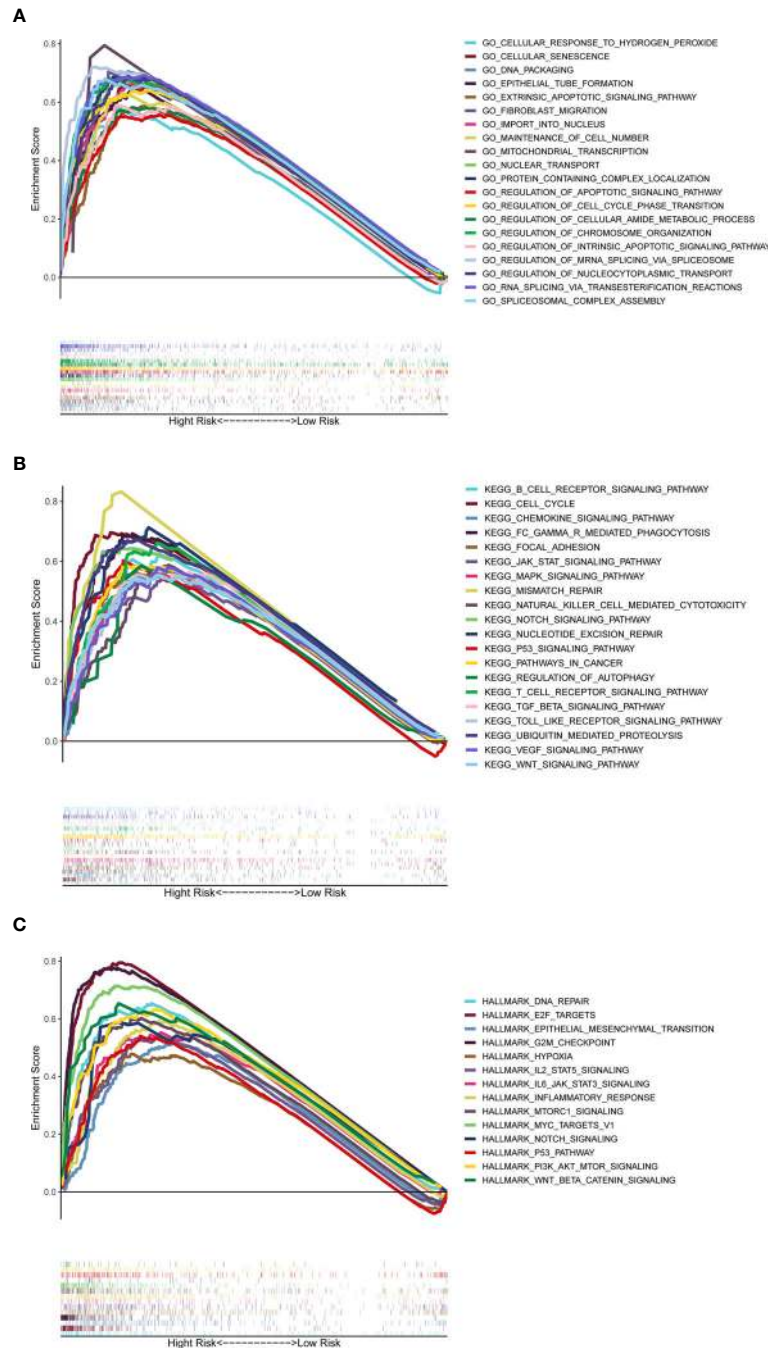 A
0.8
0.6
0.4
0.2
0.0
Enrichment Score
GO_CELLULAR_RESPONSE_TO_HYDROGEN_PEROXIDE
GO_CELLULAR_SENESCENCE
GO_DNA_PACKAGING
GO_EPITHELIAL_TUBE_FORMATION
GO_EXTRINSIC_APOPTOTIC_SIGNALING_PATHWAY
GO_FIBROBLAST_MIGRATION
GO_IMPORT_INTO_NUCLEUS
GO_MAINTENANCE_OF_CELL_NUMBER
GO_MITOCHONDRIAL_TRANSCRIPTION
GO_NUCLEAR_TRANSPORT
GO_PROTEIN_CONTAINING_COMPLEX_LOCALIZATION
GO_REGULATION_OF_APOPTOTIC_SIGNALING_PATHWAY
GO_REGULATION_OF_CELL_CYCLE_PHASE_TRANSITION
GO_REGULATION_OF_CELLULAR_AMIDE_METABOLIC_PROCESS
GO_REGULATION_OF_CHROMOSOME_ORGANIZATION
GO_REGULATION_OF_INTRINSIC_APOPTOTIC_SIGNALING_PATHWAY
GO_REGULATION_OF_MRNA_SPLICING_VIA_SPLICEOSOME
GO_REGULATION_OF_NUCLEOCYTOPLASMIC_TRANSPORT
GO_RNA_SPLICING_VIA_TRANSESTERIFICATION_REACTIONS
GO_SPLICEOSOMAL_COMPLEX_ASSEMBLY
Hight Risk<------------>Low Risk
B
0.8
0.6
0.4
0.2
0.0
Enrichment Score
KEGG_B_CELL_RECEPTOR_SIGNALING_PATHWAY
KEGG_CELL_CYCLE
KEGG_CHEMOKINE_SIGNALING_PATHWAY
KEGG_FC_GAMMA_R_MEDIATED_PHAGOCYTOSIS
KEGG_FOCAL_ADHESION
KEGG_JAK_STAT_SIGNALING_PATHWAY
KEGG_MAPK_SIGNALING_PATHWAY
KEGG_MISMATCH_REPAIR
KEGG_NATURAL_KILLER_CELL_MEDIATED_CYTOTOXICITY
KEGG_NOTCH_SIGNALING_PATHWAY
KEGG_NUCLEOTIDE_EXCISION_REPAIR
KEGG_P53_SIGNALING_PATHWAY
KEGG_PATHWAYS_IN_CANCER
KEGG_REGULATION_OF_AUTOPHAGY
KEGG_T_CELL_RECEPTOR_SIGNALING_PATHWAY
KEGG_TGF_BETA_SIGNALING_PATHWAY
KEGG_TOLL_LIKE_RECEPTOR_SIGNALING_PATHWAY
KEGG_UBIQUITIN_MEDIATED_PROTEOLYSIS
KEGG_VEGF_SIGNALING_PATHWAY
KEGG_WNT_SIGNALING_PATHWAY
Hight Risk<------------>Low Risk
C
0.8
0.6
0.4
0.2
0.0
Enrichment Score
HALLMARK_DNA_REPAIR
HALLMARK_E2F_TARGETS
HALLMARK_EPITHELIAL_MESENCHYMAL_TRANSITION
HALLMARK_G2M_CHECKPOINT
HALLMARK_HYPOXIA
HALLMARK_IL2_STAT5_SIGNALING
HALLMARK_IL6_JAK_STAT3_SIGNALING
HALLMARK_INFLAMMATORY_RESPONSE
HALLMARK_MTORC1_SIGNALING
HALLMARK_MYC_TARGETS_V1
HALLMARK_NOTCH_SIGNALING
HALLMARK_P53_PATHWAY
HALLMARK_PI3K_AKT_MTOR_SIGNALING
HALLMARK_WNT_BETA_CATENIN_SIGNALING
Hight Risk<------------>Low Risk